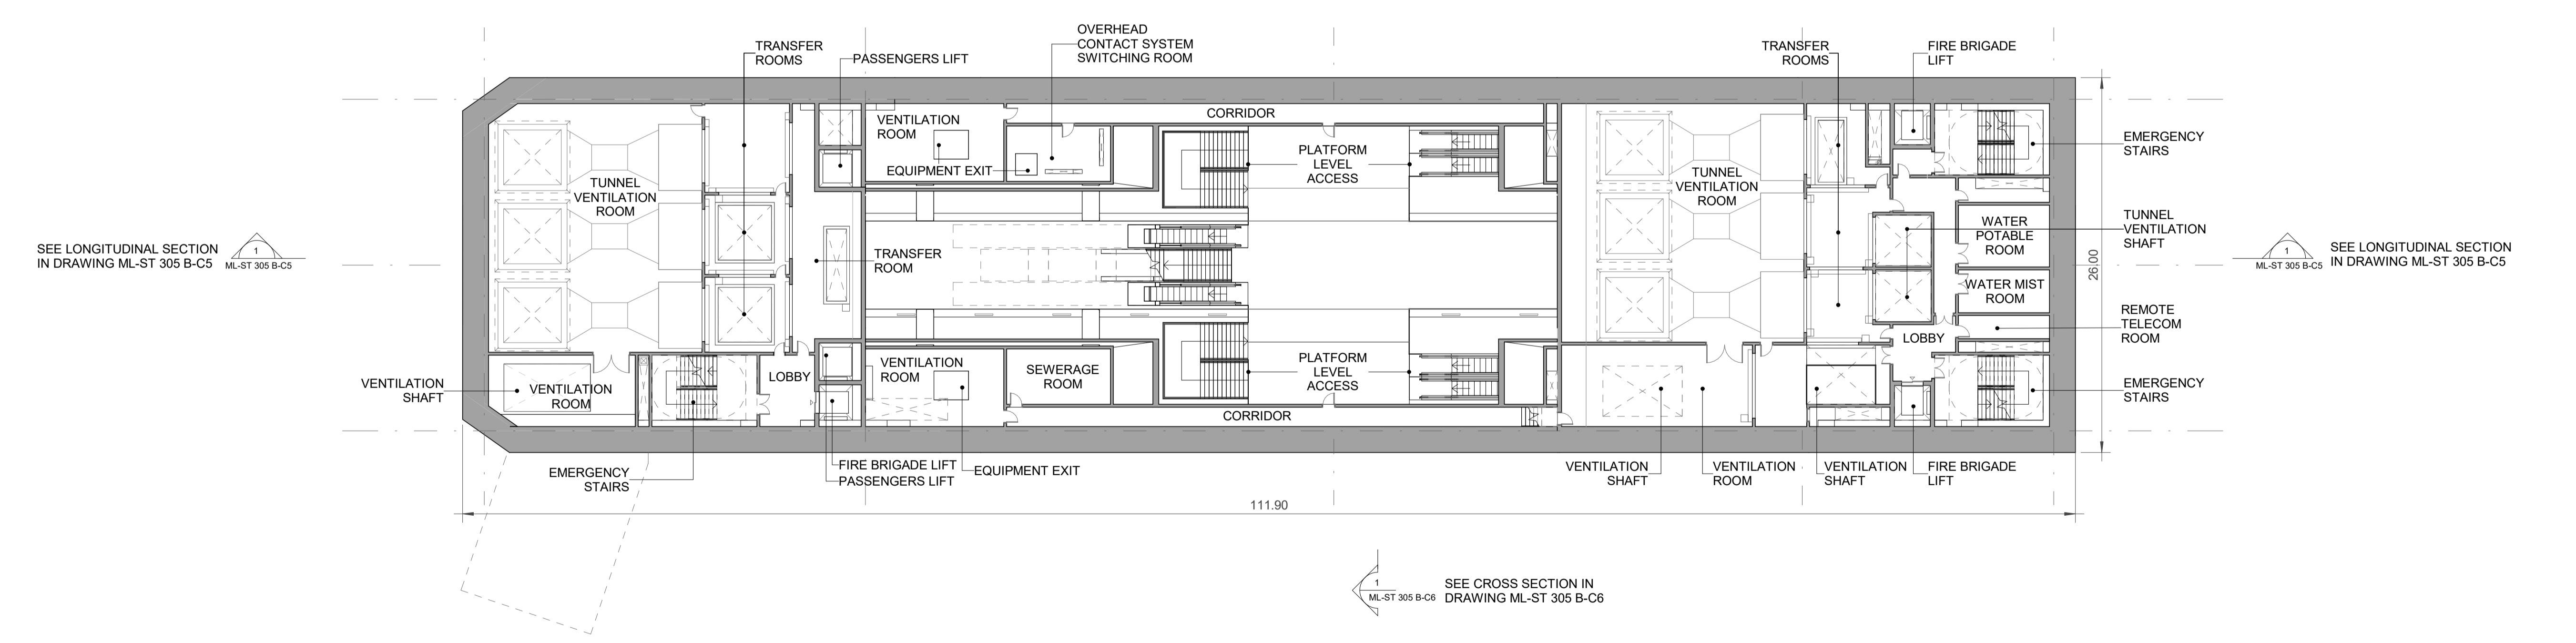 OVERHEAD
CONTACT SYSTEM
SWITCHING ROOM
TRANSFER
ROOMS
PASSENGERS LIFT
TRANSFER
ROOMS
FIRE BRIGADE
LIFT
CORRIDOR
VENTILATION
ROOM
EQUIPMENT EXIT
PLATFORM
LEVEL
ACCESS
EMERGENCY
STAIRS
TUNNEL
VENTILATION
ROOM
TUNNEL
VENTILATION
ROOM
WATER
POTABLE
ROOM
TUNNEL
VENTILATION
SHAFT
SEE LONGITUDINAL SECTION
IN DRAWING ML-ST 305 B-C5
1
ML-ST 305 B-C5
TRANSFER
ROOM
26.00
1
ML-ST 305 B-C5
SEE LONGITUDINAL SECTION
IN DRAWING ML-ST 305 B-C5
WATER MIST
ROOM
REMOTE
TELECOM
ROOM
LOBBY
VENTILATION
SHAFT
VENTILATION
ROOM
LOBBY
VENTILATION
ROOM
SEWERAGE
ROOM
PLATFORM
LEVEL
ACCESS
EMERGENCY
STAIRS
CORRIDOR
EMERGENCY
STAIRS
FIRE BRIGADE LIFT
PASSENGERS LIFT
EQUIPMENT EXIT
VENTILATION
SHAFT
VENTILATION
ROOM
VENTILATION
SHAFT
FIRE BRIGADE
LIFT
111.90
1
ML-ST 305 B-C6
SEE CROSS SECTION IN
DRAWING ML-ST 305 B-C6